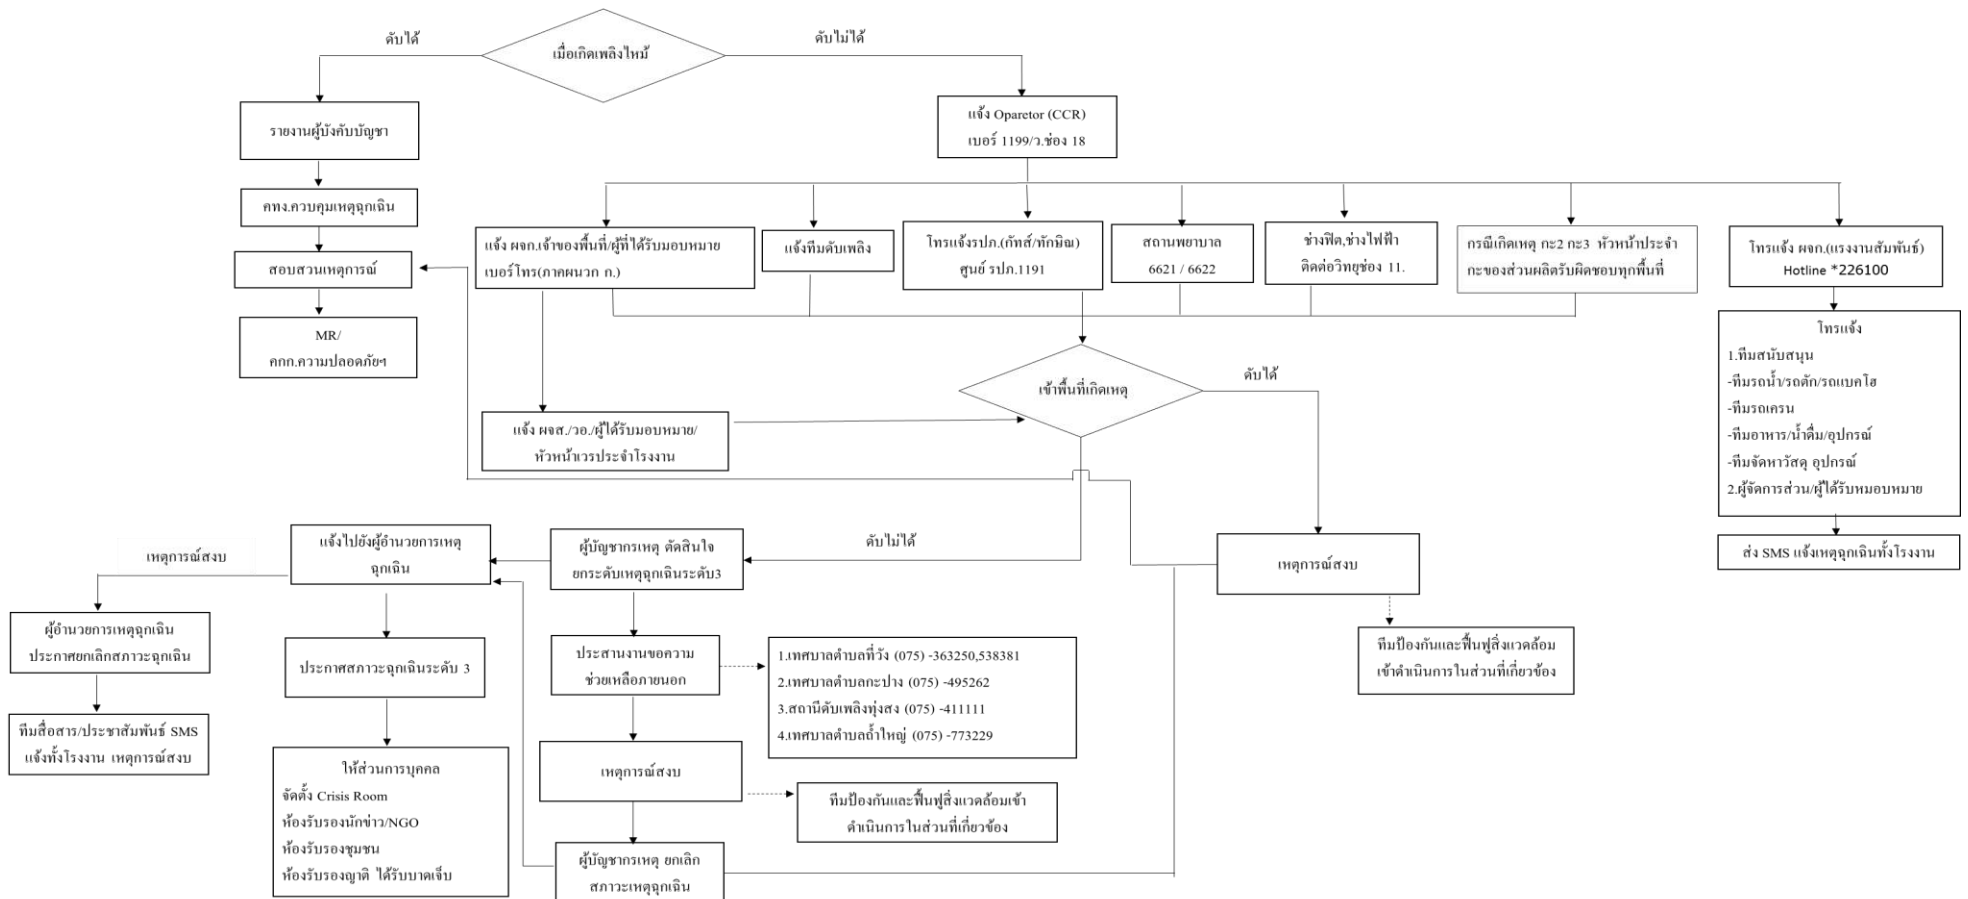 ดับได้
เมื่อเกิดเพลิงไหม้
ดับไม่ได้
รายงานผู้บังคับบัญชา
แจ้ง Oparetor (CCR)
เบอร์ 1199/ว.ช่อง 18
คทง.ควบคุมเหตุฉุกเฉิน
สอบสวนเหตุการณ์
MR/
คกก.ความปลอดภัยฯ
แจ้ง ผจก.เจ้าของพื้นที่/ผู้ที่ได้รับมอบหมาย
เบอร์โทร(ภาคผนวก ก.)
แจ้งทีมดับเพลิง
โทรแจ้งรปภ.(กัทส์/ทักษิณ)
ศูนย์ รปภ.1191
สถานพยาบาล
6621 / 6622
ช่างฟิต,ช่างไฟฟ้า
ติดต่อวิทยุช่อง 11.
กรณีเกิดเหตุ กะ2 กะ3 หัวหน้าประจำ
กะของส่วนผลิตรับผิดชอบทุกพื้นที่
โทรแจ้ง ผจก.(แรงงานสัมพันธ์)
Hotline *226100
โทรแจ้ง
1.ทีมสนับสนุน
-ทีมรถน้ำ/รถตัก/รถแบคโฮ
-ทีมรถเครน
-ทีมอาหาร/น้ำดื่ม/อุปกรณ์
-ทีมจัดหาวัสดุ อุปกรณ์
2.ผู้จัดการส่วน/ผู้ได้รับหมอบหมาย
ส่ง SMS แจ้งเหตุฉุกเฉินทั้งโรงงาน
เข้าพื้นที่เกิดเหตุ
ดับได้
แจ้ง ผจส./วอ./ผู้ได้รับมอบหมาย/
หัวหน้าเวรประจำโรงงาน
ดับไม่ได้
เหตุการณ์สงบ
ทีมป้องกันและฟื้นฟูสิ่งแวดล้อม
เข้าดำเนินการในส่วนที่เกี่ยวข้อง
ผู้บัญชากรเหตุ ตัดสินใจ
ยกระดับเหตุฉุกเฉินระดับ3
แจ้งไปยังผู้อำนวยการเหตุ
ฉุกเฉิน
เหตุการณ์สงบ
ผู้อำนวยการเหตุฉุกเฉิน
ประกาศยกเลิกสภาวะฉุกเฉิน
ทีมสื่อสาร/ประชาสัมพันธ์ SMS
แจ้งทั้งโรงงาน เหตุการณ์สงบ
ประกาศสภาวะฉุกเฉินระดับ 3
ให้ส่วนการบุคคล
จัดตั้ง Crisis Room
ห้องรับรองนักข่าว/NGO
ห้องรับรองชุมชน
ห้องรับรองญาติ ได้รับบาดเจ็บ
ประสานงานขอความ
ช่วยเหลือภายนอก
1.เทศบาลตำบลที่วัง (075) -363250,538381
2.เทศบาลตำบลกะปาง (075) -495262
3.สถานีดับเพลิงทุ่งสง (075) -411111
4.เทศบาลตำบลถ้ำใหญ่ (075) -773229
เหตุการณ์สงบ
ทีมป้องกันและฟื้นฟูสิ่งแวดล้อมเข้า
ดำเนินการในส่วนที่เกี่ยวข้อง
ผู้บัญชากรเหตุ ยกเลิก
สภาวะเหตุฉุกเฉิน